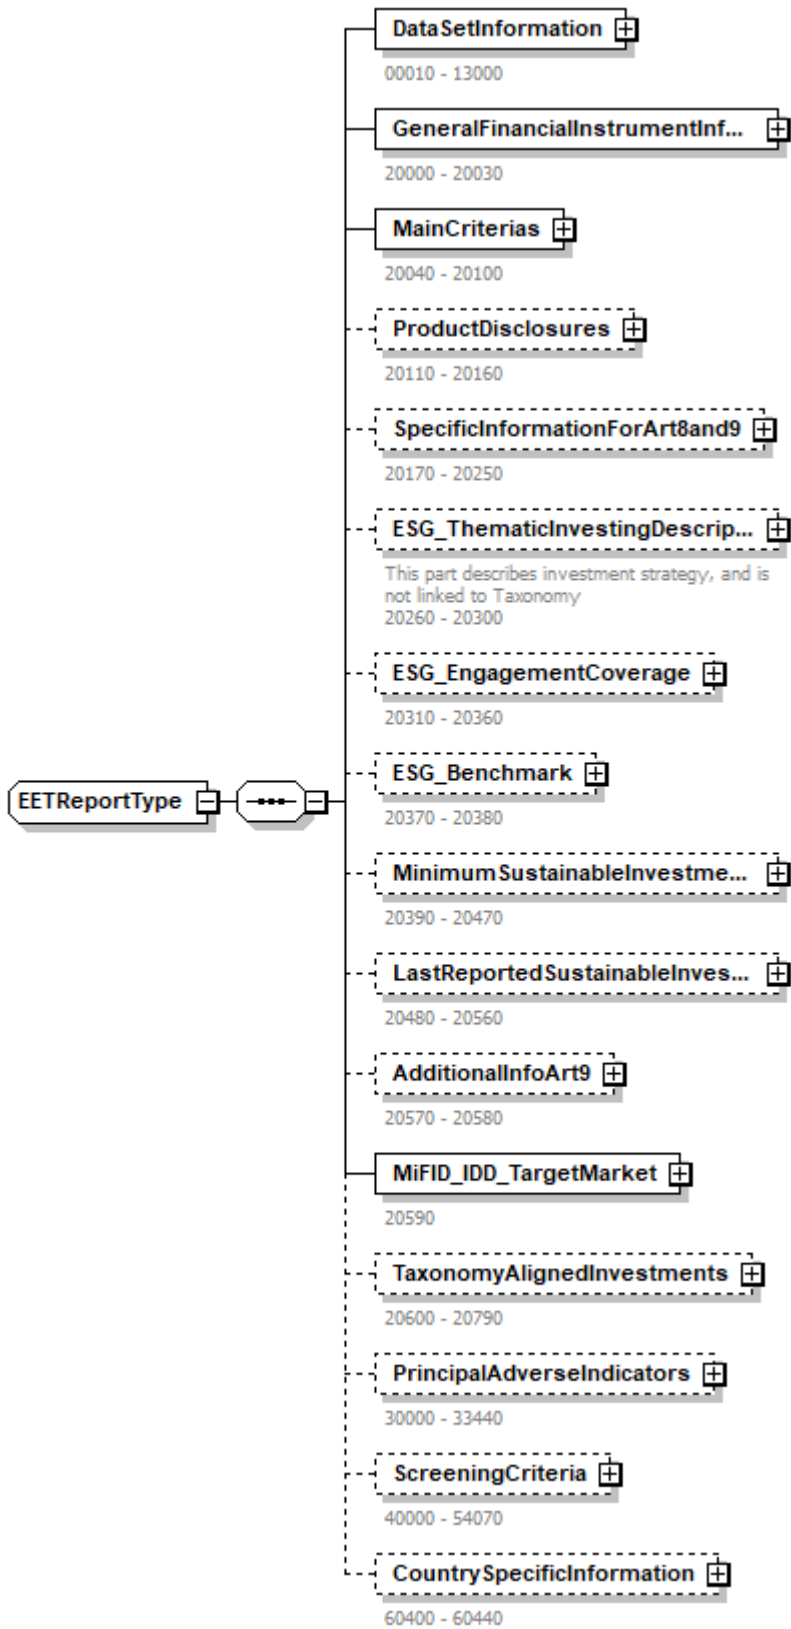 DataSetInformation
00010 - 13000
GeneralFinancialInstrumentInf...
20000 - 20030
MainCriterias
20040 - 20100
ProductDisclosures
20110 - 20160
SpecificInformationForArt8and9
20170 - 20250
ESG_ThematicInvestingDescrip...
This part describes investment strategy, and is
not linked to Taxonomy
20260 - 20300
ESG_EngagementCoverage
20310 - 20360
ESG_Benchmark
20370 - 20380
EETReportType
MinimumSustainableInvestme...
20390 - 20470
LastReportedSustainableInves...
20480 - 20560
AdditionalInfoArt9
20570 - 20580
MiFID_IDD_TargetMarket
20590
TaxonomyAlignedInvestments
20600 - 20790
PrincipalAdverseIndicators
30000 - 33440
ScreeningCriteria
40000 - 54070
CountrySpecificInformation
60400 - 60440